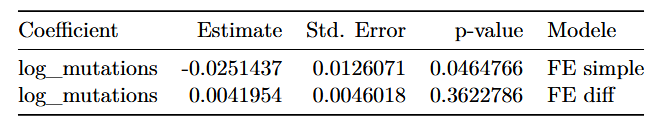 Coefficient Estimate Std. Error p-value Modele
log_mutations -0.0251437 0.0126071 0.0464766 FE simple
log_mutations 0.0041954 0.0046018 0.3622786 FE diff